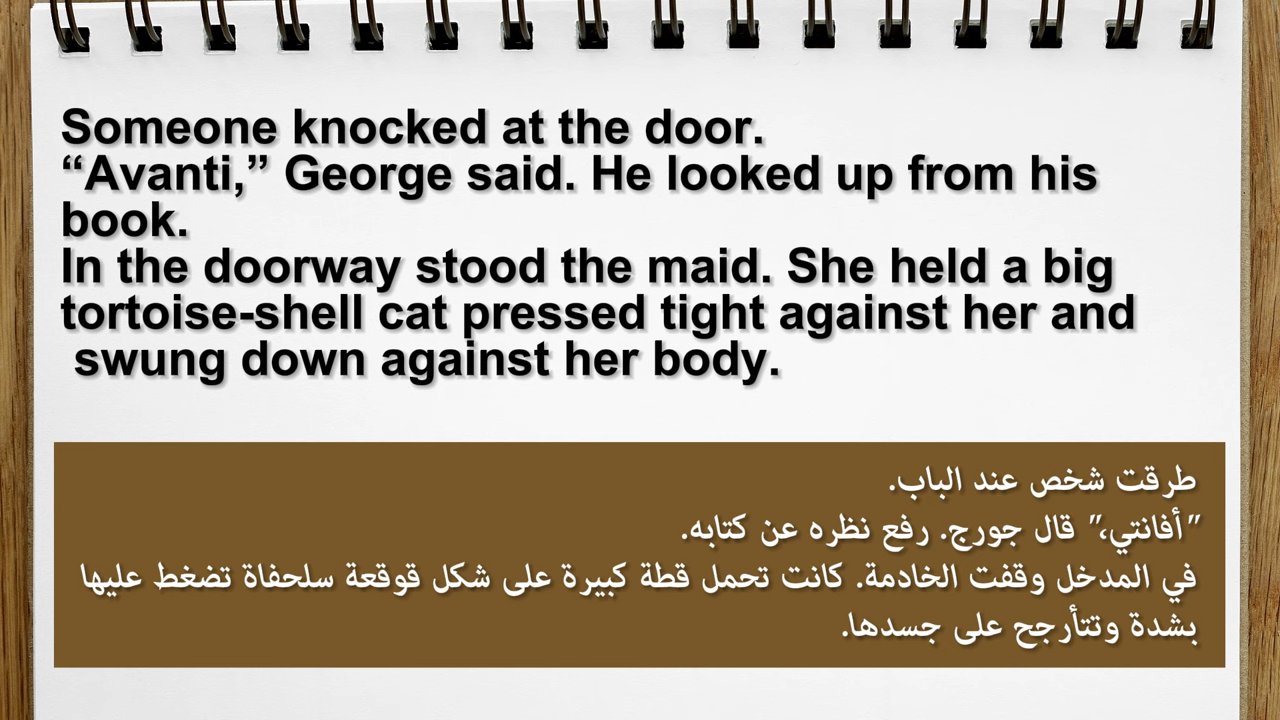 Someone knocked at the door.
“Avanti,” George said. He looked up from his
book.
In the doorway stood the maid. She held a big
tortoise-shell cat pressed tight against her and
swung down against her body.
طرقت شخص عند الباب.
"أفانتي،" قال جورج. رفع نظره عن كتابه.
في المدخل وقفت الخادمة. كانت تحمل قطة كبيرة على شكل قوقعة سلحفاة تضغط عليها
بشدة وتتأرجح على جسدها.